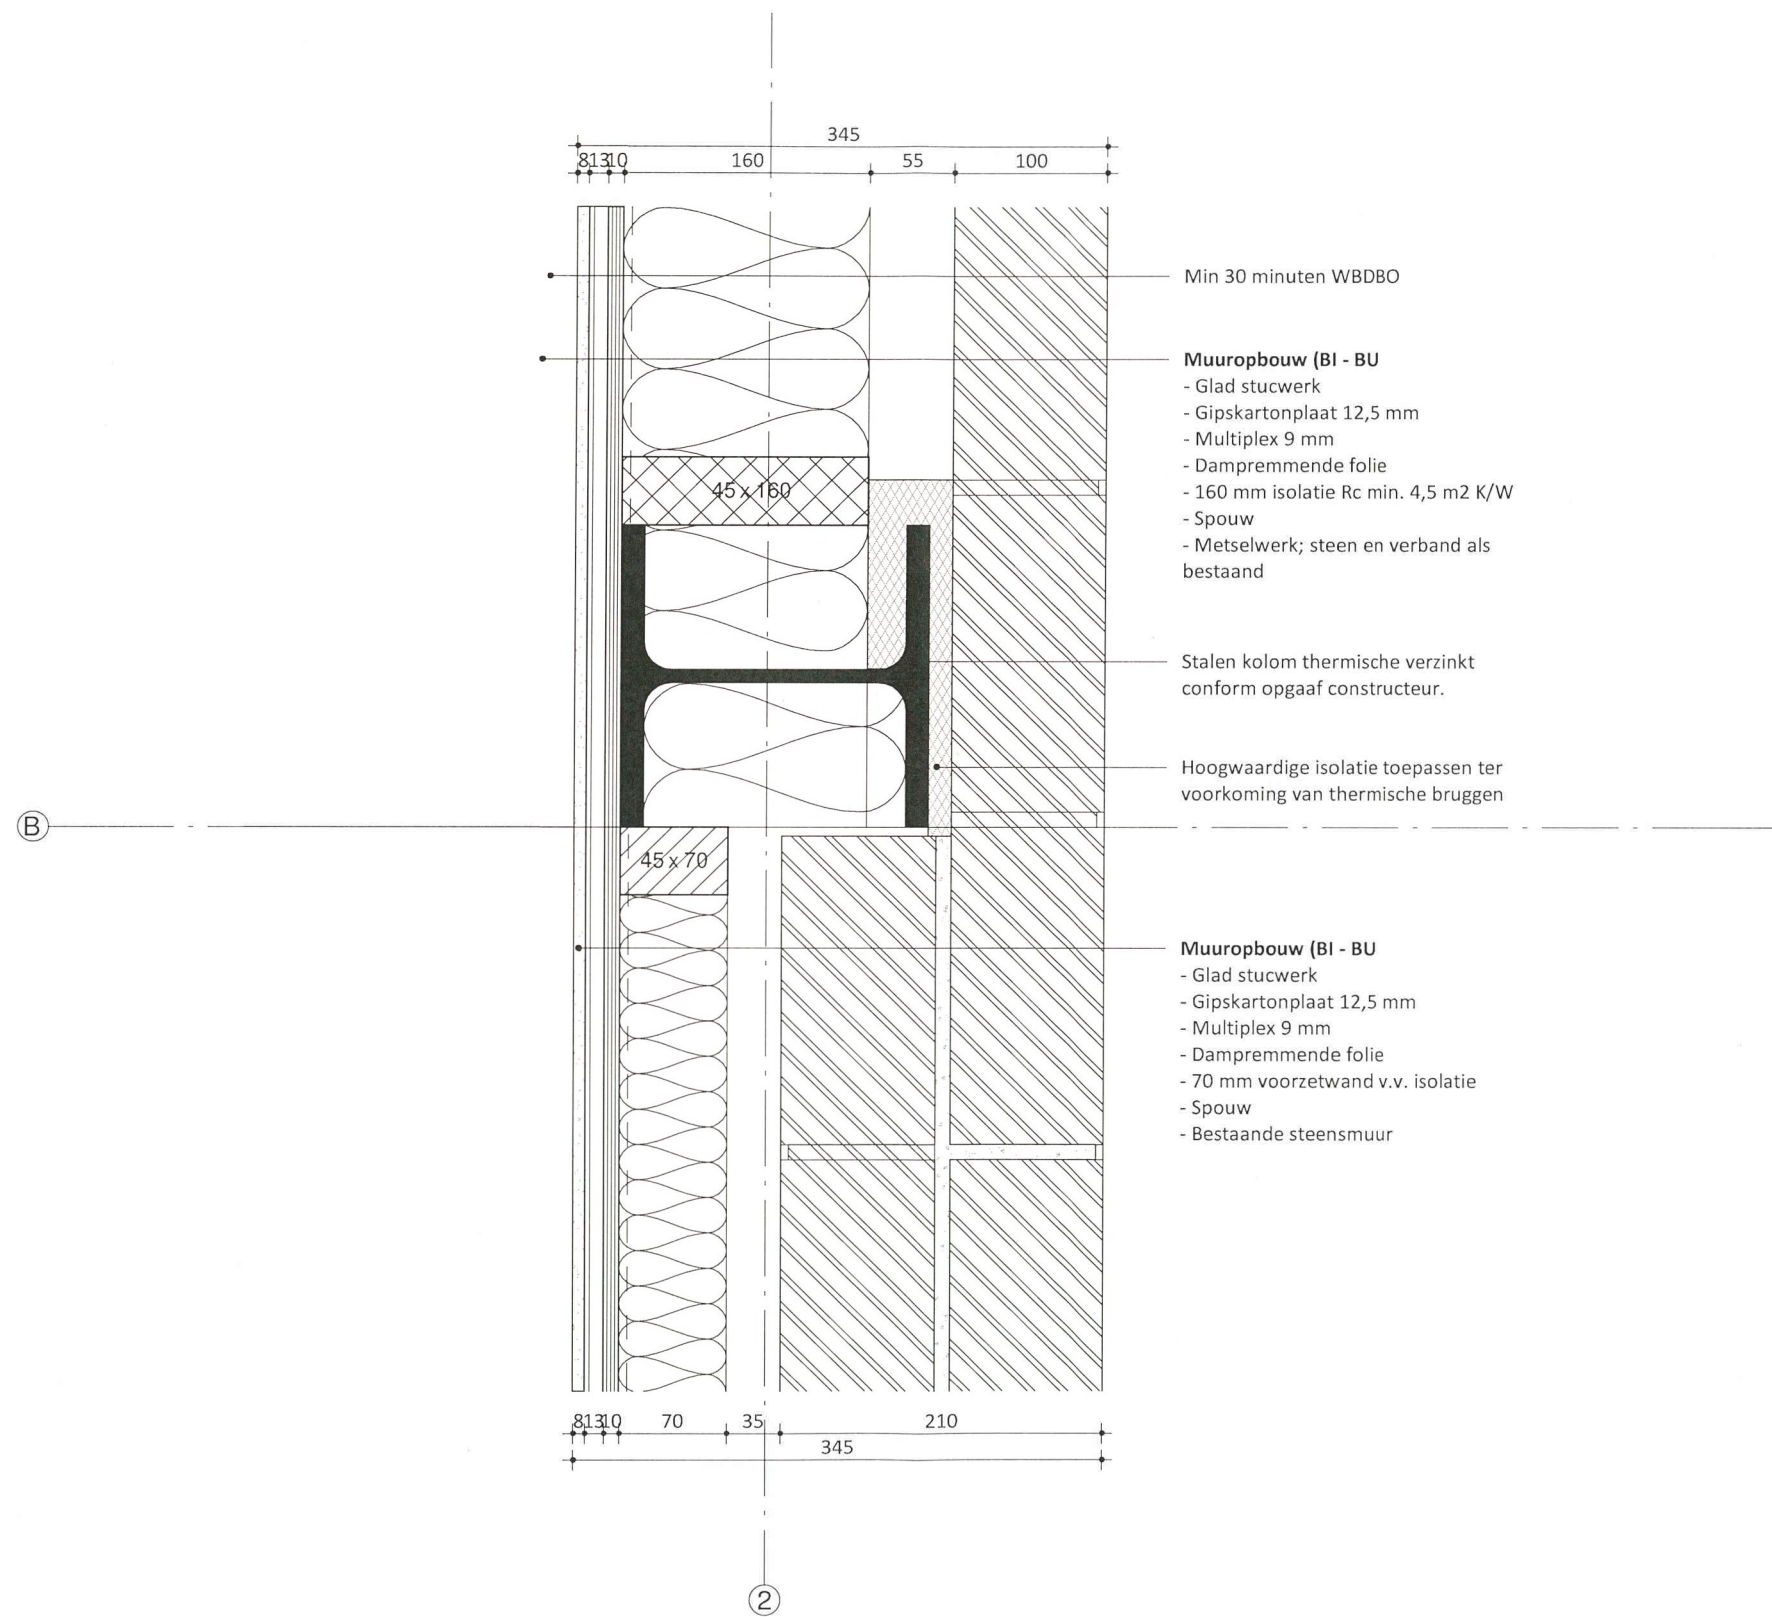 345
8 13 10 160 55 100
Min 30 minuten WBDBO
Muuropbouw (BI - BU
- Glad stucwerk
- Gipskartonplaat 12,5 mm
- Multiplex 9 mm
- Dampremmende folie
- 160 mm isolatie Rc min. 4,5 m2 K/W
- Spouw
- Metselwerk; steen en verband als
bestaand
45 x 160
Stalen kolom thermische verzinkt
conform opgaaf constructeur.
Hoogwaardige isolatie toepassen ter
voorkoming van thermische bruggen
B
45 x 70
Muuropbouw (BI - BU
- Glad stucwerk
- Gipskartonplaat 12,5 mm
- Multiplex 9 mm
- Dampremmende folie
- 70 mm voorzetwand v.v. isolatie
- Spouw
- Bestaande steensmuur
8 13 10 70 35 210
345
2